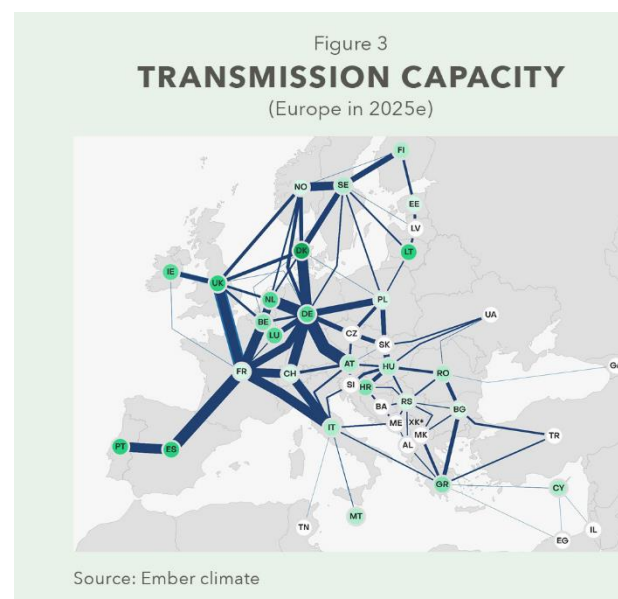 Figure 3
TRANSMISSION CAPACITY
(Europe in 2025e)
FI
NO
SE
EE
LV
DK
LT
IE
UK
NL
PL
BE
DE
UA
LU
CZ
SK
FR
CH
AT
HU
RO
SI
HR
BA
RS
BG
ME
XK*
IT
MK
TR
AL
PT
ES
GR
CY
MT
TN
IL
EG
Source: Ember climate